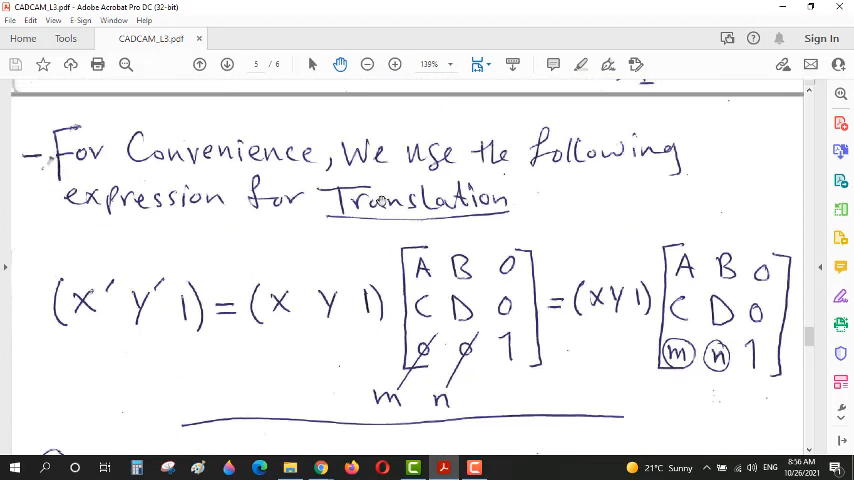 CADCAM_L3.pdf - Adobe Acrobat Pro DC (32-bit)
File Edit View E-Sign Window Help
Home Tools CADCAM_L3.pdf × Sign In
5 / 6 139%
- For Convenience, We use the following
expression for Translation
(X′ Y′ 1) = (X Y 1) [A B 0 = (X Y 1) [A B 0
C D 0 C D 0
0 0 1] m n 1]
m n
21°C Sunny ENG 8:56 AM
10/26/2021